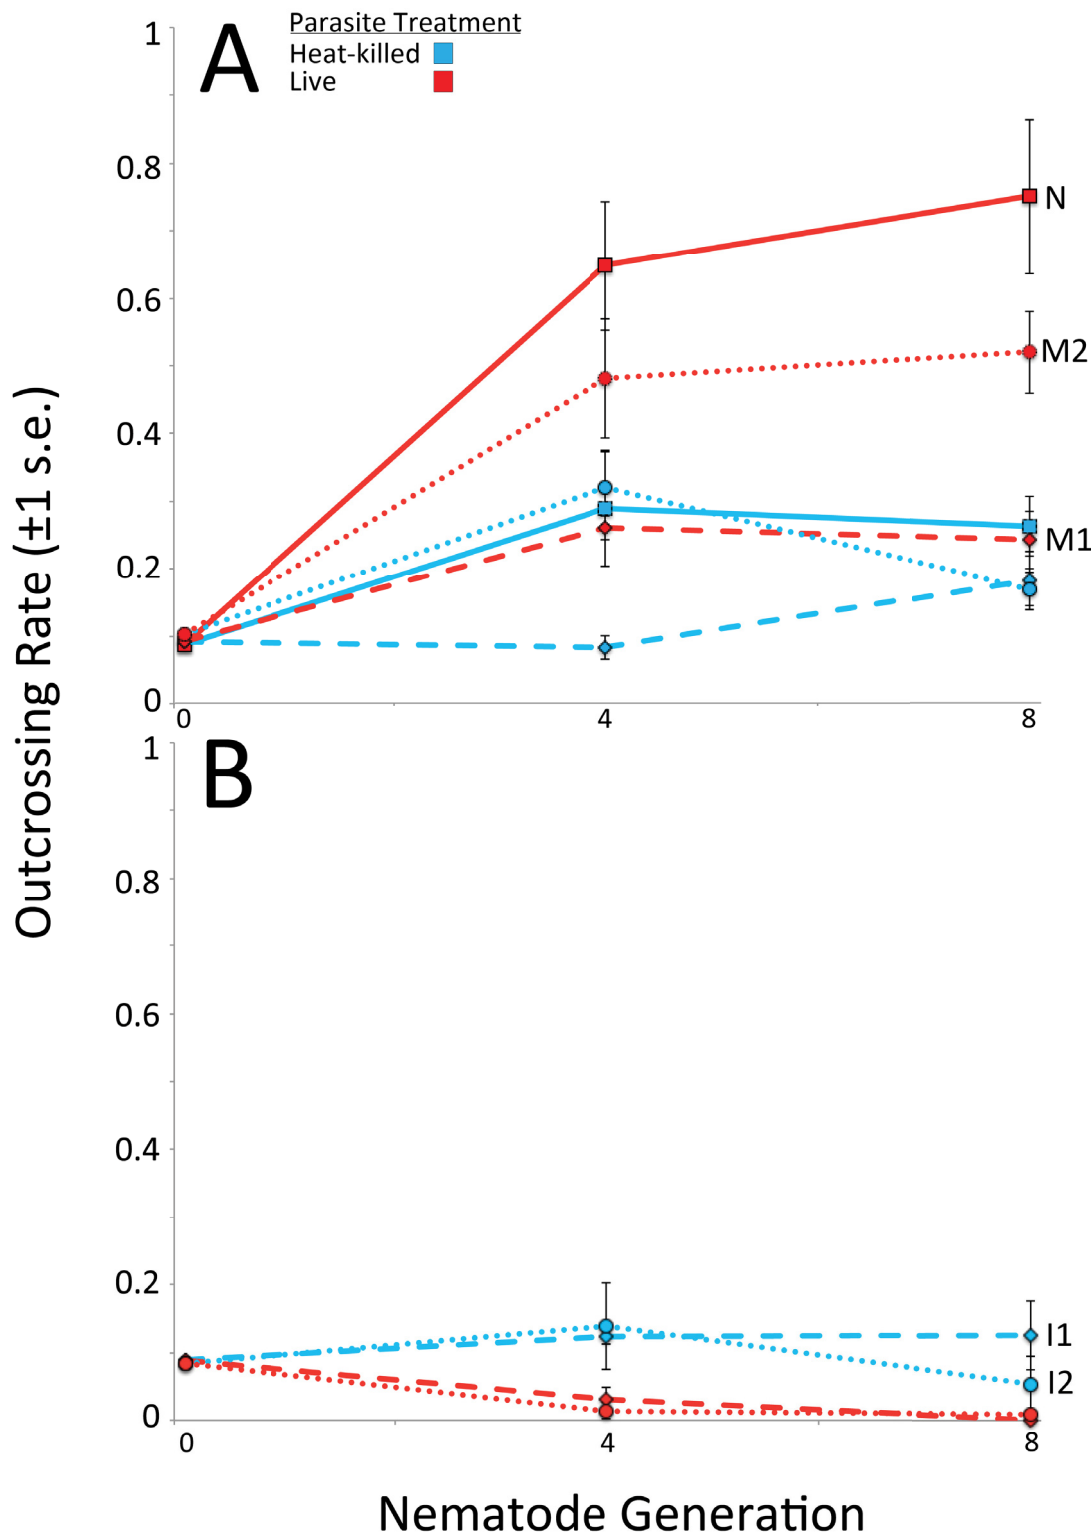 A
Parasite Treatment
Heat-killed
Live
1
0.8
0.6
0.4
0.2
0
0 4 8
N
M2
M1
B
1
0.8
0.6
0.4
0.2
0
0 4 8
I1
I2
Outcrossing Rate (±1 s.e.)
Nematode Generation